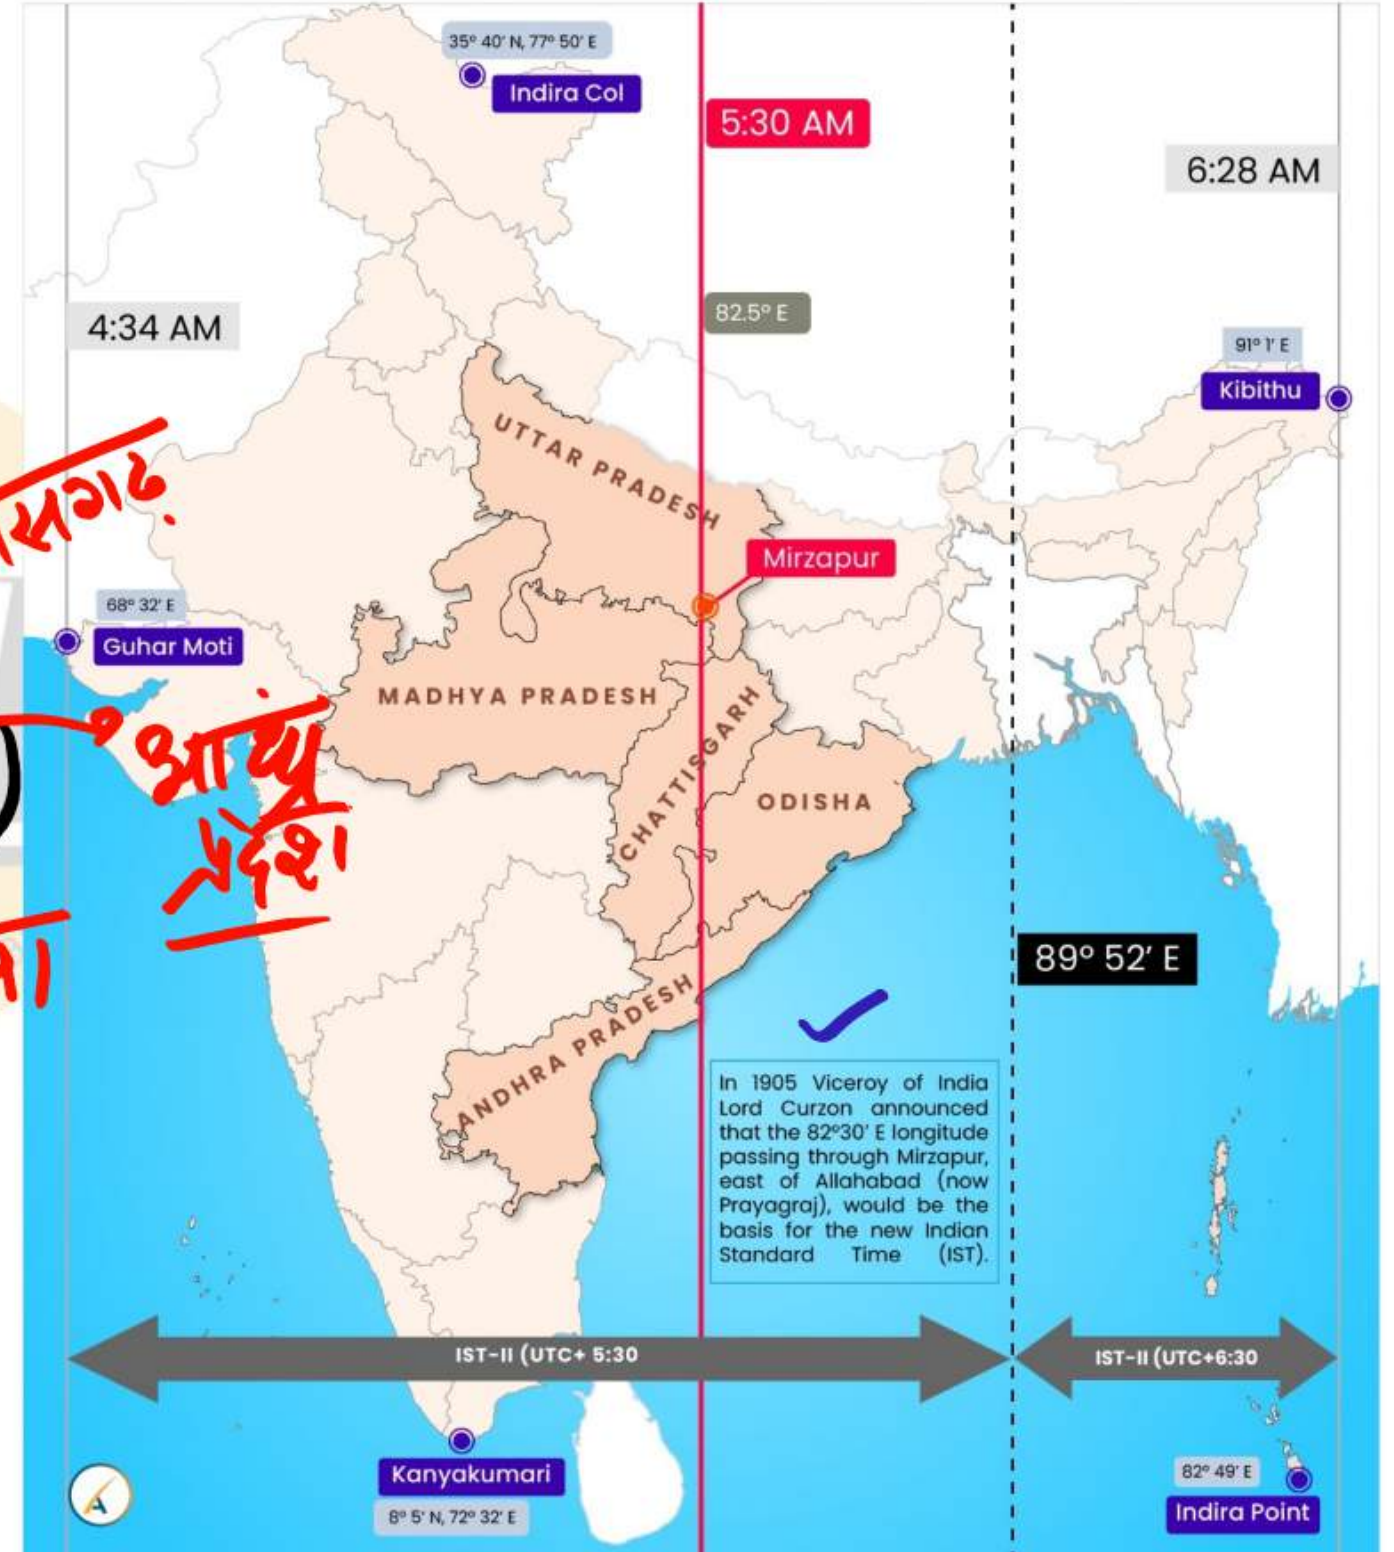 35° 40′ N, 77° 50′ E
Indira Col
5:30 AM
6:28 AM
4:34 AM
82.5° E
91° 1′ E
Kibithu
UTTAR PRADESH
Mirzapur
68° 32′ E
Guhar Moti
MADHYA PRADESH
CHATTISGARH
ODISHA
आंध्र
प्रदेश
89° 52′ E
ANDHRA PRADESH
In 1905 Viceroy of India
Lord Curzon announced
that the 82°30′ E longitude
passing through Mirzapur,
east of Allahabad (now
Prayagraj), would be the
basis for the new Indian
Standard Time (IST).
IST-II (UTC+ 5:30
IST-II (UTC+6:30
Kanyakumari
8° 5′ N, 72° 32′ E
82° 49′ E
Indira Point